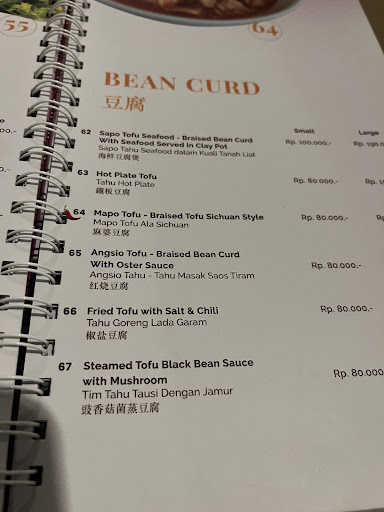 55
64
BEAN CURD
豆腐
Small Large
62 Sapo Tofu Seafood - Braised Bean Curd
With Seafood Served In Clay Pot Rp. 100.000,-
Sapo Tahu Seafood dalam Kuali Tanah Liat
海鮮豆腐煲
63 Hot Plate Tofu Rp. 80.000,-
Tahu Hot Plate
鐵板豆腐
64 Mapo Tofu - Braised Tofu Sichuan Style Rp. 80.000,-
Mapo Tofu Ala Sichuan
麻婆豆腐
65 Angsio Tofu - Braised Bean Curd
With Oster Sauce Rp. 80.000,-
Angsio Tahu - Tahu Masak Saos Tiram
红烧豆腐
66 Fried Tofu with Salt & Chili Rp. 80.000,-
Tahu Goreng Lada Garam
椒盐豆腐
67 Steamed Tofu Black Bean Sauce
with Mushroom Rp. 80.000
Tim Tahu Tausi Dengan Jamur
豉香菇菌蒸豆腐